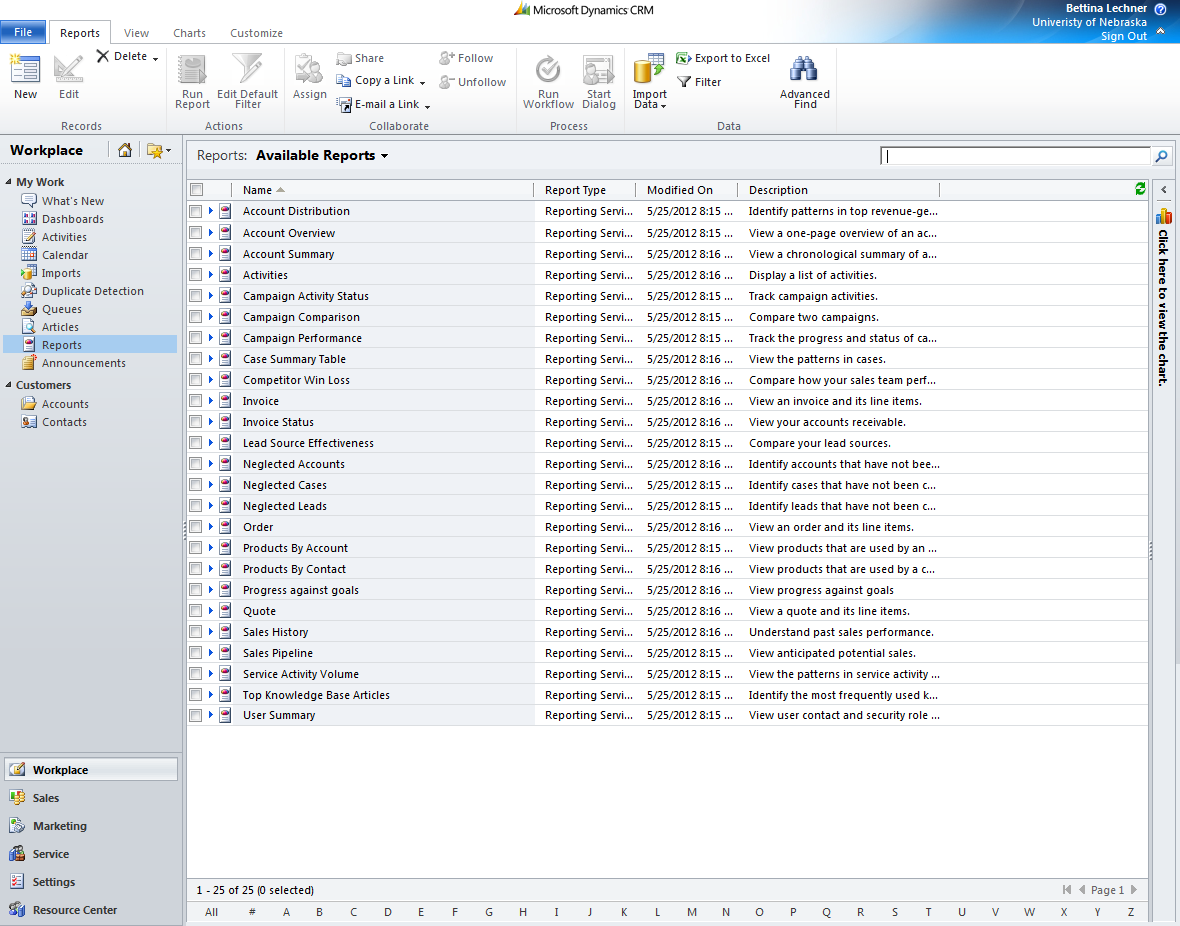 Microsoft Dynamics CRM
Bettina Lechner
Univeristy of Nebraska
Sign Out
File Reports View Charts Customize
New
Edit
Delete
Records
Run Report
Edit Default Filter
Actions
Assign
Share
Copy a Link
E-mail a Link
Follow
Unfollow
Collaborate
Run Workflow
Start Dialog
Process
Import Data
Export to Excel
Filter
Advanced Find
Data
Workplace
My Work
What's New
Dashboards
Activities
Calendar
Imports
Duplicate Detection
Queues
Articles
Reports
Announcements
Customers
Accounts
Contacts
Workplace
Sales
Marketing
Service
Settings
Resource Center
Reports: Available Reports
Name Report Type Modified On Description
Account Distribution Reporting Servi... 5/25/2012 8:15 ... Identify patterns in top revenue-ge...
Account Overview Reporting Servi... 5/25/2012 8:15 ... View a one-page overview of an ac...
Account Summary Reporting Servi... 5/25/2012 8:16 ... View a chronological summary of a...
Activities Reporting Servi... 5/25/2012 8:16 ... Display a list of activities.
Campaign Activity Status Reporting Servi... 5/25/2012 8:15 ... Track campaign activities.
Campaign Comparison Reporting Servi... 5/25/2012 8:16 ... Compare two campaigns.
Campaign Performance Reporting Servi... 5/25/2012 8:15 ... Track the progress and status of ca...
Case Summary Table Reporting Servi... 5/25/2012 8:16 ... View the patterns in cases.
Competitor Win Loss Reporting Servi... 5/25/2012 8:16 ... Compare how your sales team perf...
Invoice Reporting Servi... 5/25/2012 8:16 ... View an invoice and its line items.
Invoice Status Reporting Servi... 5/25/2012 8:16 ... View your accounts receivable.
Lead Source Effectiveness Reporting Servi... 5/25/2012 8:15 ... Compare your lead sources.
Neglected Accounts Reporting Servi... 5/25/2012 8:16 ... Identify accounts that have not bee...
Neglected Cases Reporting Servi... 5/25/2012 8:15 ... Identify cases that have not been c...
Neglected Leads Reporting Servi... 5/25/2012 8:15 ... Identify leads that have not been c...
Order Reporting Servi... 5/25/2012 8:16 ... View an order and its line items.
Products By Account Reporting Servi... 5/25/2012 8:15 ... View products that are used by an ...
Products By Contact Reporting Servi... 5/25/2012 8:16 ... View products that are used by a c...
Progress against goals Reporting Servi... 5/25/2012 8:16 ... View progress against goals
Quote Reporting Servi... 5/25/2012 8:16 ... View a quote and its line items.
Sales History Reporting Servi... 5/25/2012 8:16 ... Understand past sales performance.
Sales Pipeline Reporting Servi... 5/25/2012 8:15 ... View anticipated potential sales.
Service Activity Volume Reporting Servi... 5/25/2012 8:15 ... View the patterns in service activity ...
Top Knowledge Base Articles Reporting Servi... 5/25/2012 8:15 ... Identify the most frequently used k...
User Summary Reporting Servi... 5/25/2012 8:15 ... View user contact and security role ...
Click here to view the chart.
1 - 25 of 25 (0 selected) Page 1
All # A B C D E F G H I J K L M N O P Q R S T U V W X Y Z